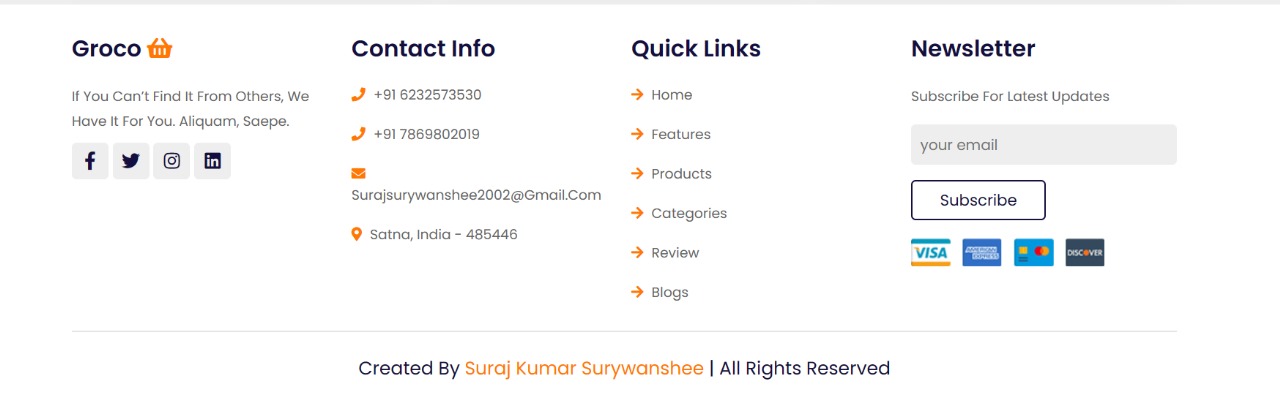 Groco
If You Can’t Find It From Others, We
Have It For You. Aliquam, Saepe.
Contact Info
+91 6232573530
+91 7869802019
Surajsurywanshee2002@Gmail.Com
Satna, India - 485446
Quick Links
Home
Features
Products
Categories
Review
Blogs
Newsletter
Subscribe For Latest Updates
your email
Subscribe
VISA
AMERICAN EXPRESS
DISCOVER
Created By Suraj Kumar Surywanshee | All Rights Reserved